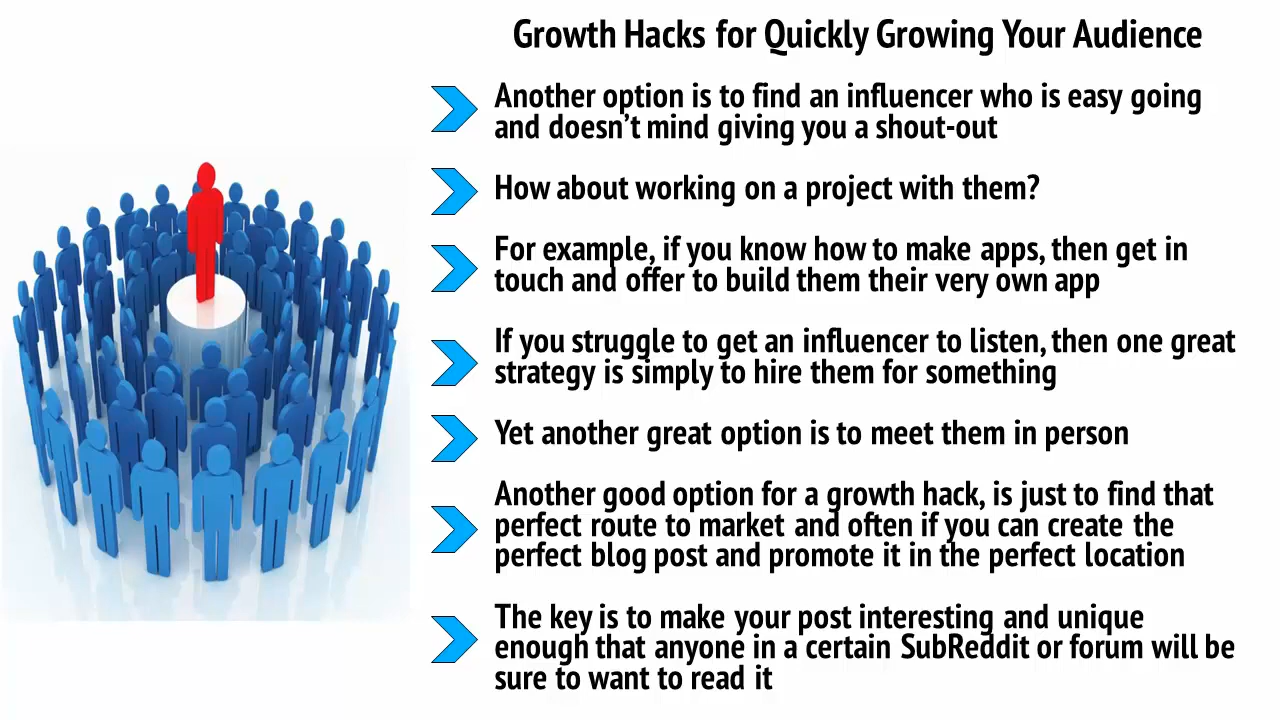 Growth Hacks for Quickly Growing Your Audience
Another option is to find an influencer who is easy going
and doesn't mind giving you a shout-out
How about working on a project with them?
For example, if you know how to make apps, then get in
touch and offer to build them their very own app
If you struggle to get an influencer to listen, then one great
strategy is simply to hire them for something
Yet another great option is to meet them in person
Another good option for a growth hack, is just to find that
perfect route to market and often if you can create the
perfect blog post and promote it in the perfect location
The key is to make your post interesting and unique
enough that anyone in a certain SubReddit or forum will be
sure to want to read it